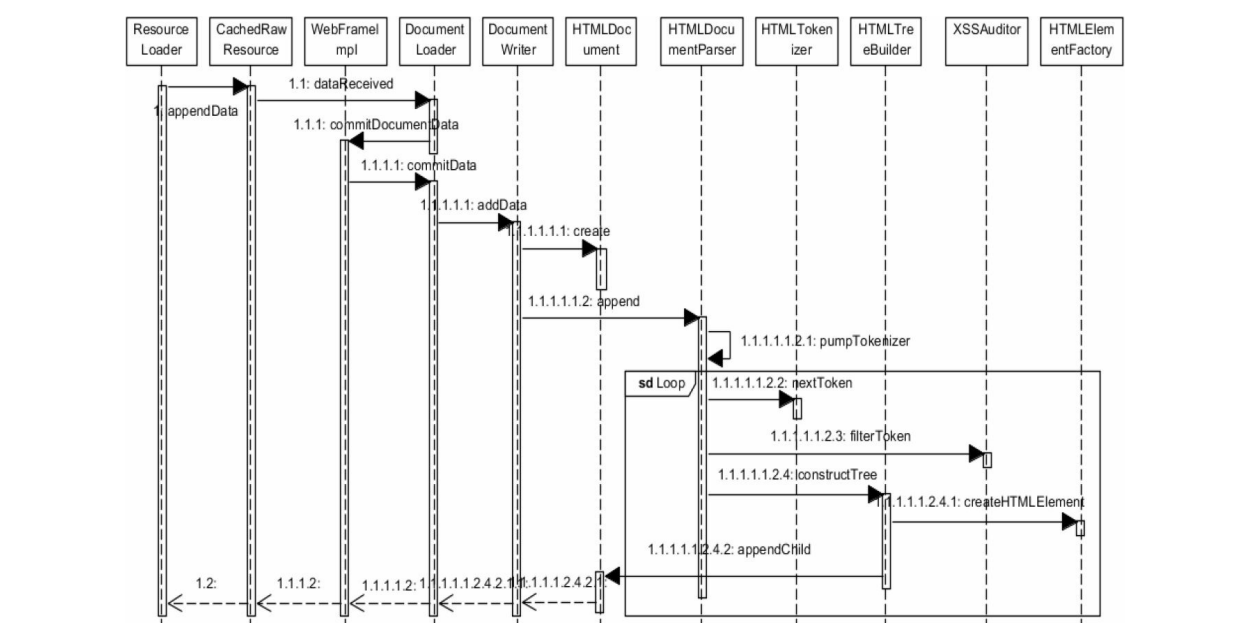 Resource
Loader
CachedRaw
Resource
WebFrameI
mpl
Document
Loader
Document
Writer
HTMLDoc
ument
HTMLDocu
mentParser
HTMLToken
izer
HTMLTre
eBuilder
XSSAuditor
HTMLElem
entFactory
1.1: dataReceived
1: appendData
1.1.1: commitDocumentData
1.1.1.1: commitData
1.1.1.1.1: addData
1.1.1.1.1.1: create
1.1.1.1.1.2: append
1.1.1.1.1.2.1: pumpTokenizer
sd Loop
1.1.1.1.1.2.2: nextToken
1.1.1.1.1.2.3: filterToken
1.1.1.1.1.2.4: constructTree
1.1.1.1.1.2.4.1: createHTMLElement
1.1.1.1.1.2.4.2: appendChild
1.2:
1.1.1.2:
1.1.1.1.2: